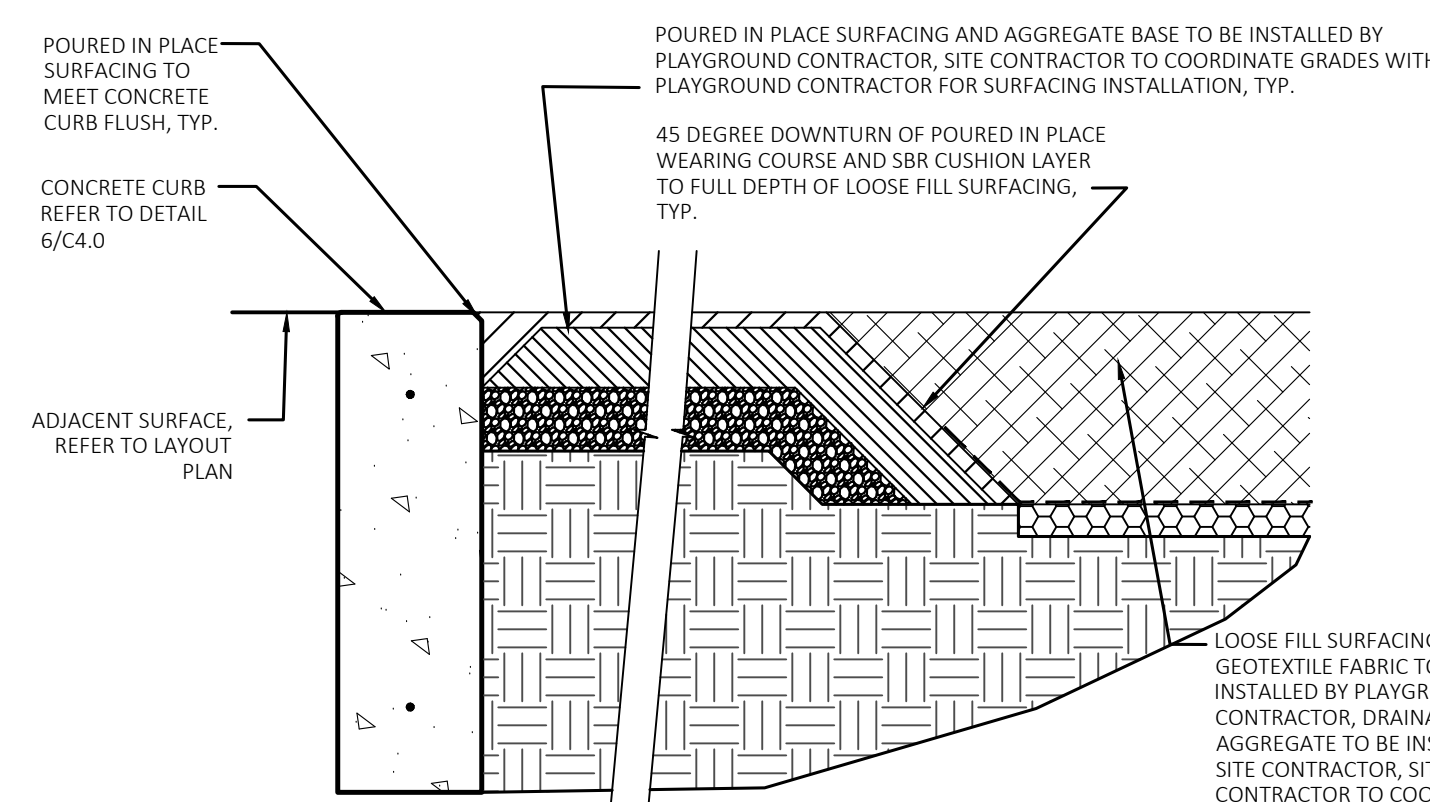 POURED IN PLACE
SURFACING TO
MEET CONCRETE
CURB FLUSH, TYP.
CONCRETE CURB
REFER TO DETAIL
6/C4.0
ADJACENT SURFACE,
REFER TO LAYOUT
PLAN
POURED IN PLACE SURFACING AND AGGREGATE BASE TO BE INSTALLED BY
PLAYGROUND CONTRACTOR, SITE CONTRACTOR TO COORDINATE GRADES WITH
PLAYGROUND CONTRACTOR FOR SURFACING INSTALLATION, TYP.
45 DEGREE DOWNTURN OF POURED IN PLACE
WEARING COURSE AND SBR CUSHION LAYER
TO FULL DEPTH OF LOOSE FILL SURFACING,
TYP.
LOOSE FILL SURFACING
GEOTEXTILE FABRIC TO
INSTALLED BY
CONTRACTOR,
AGGREGATE TO BE
SITE CONTRACTOR,
CONTRACTOR TO